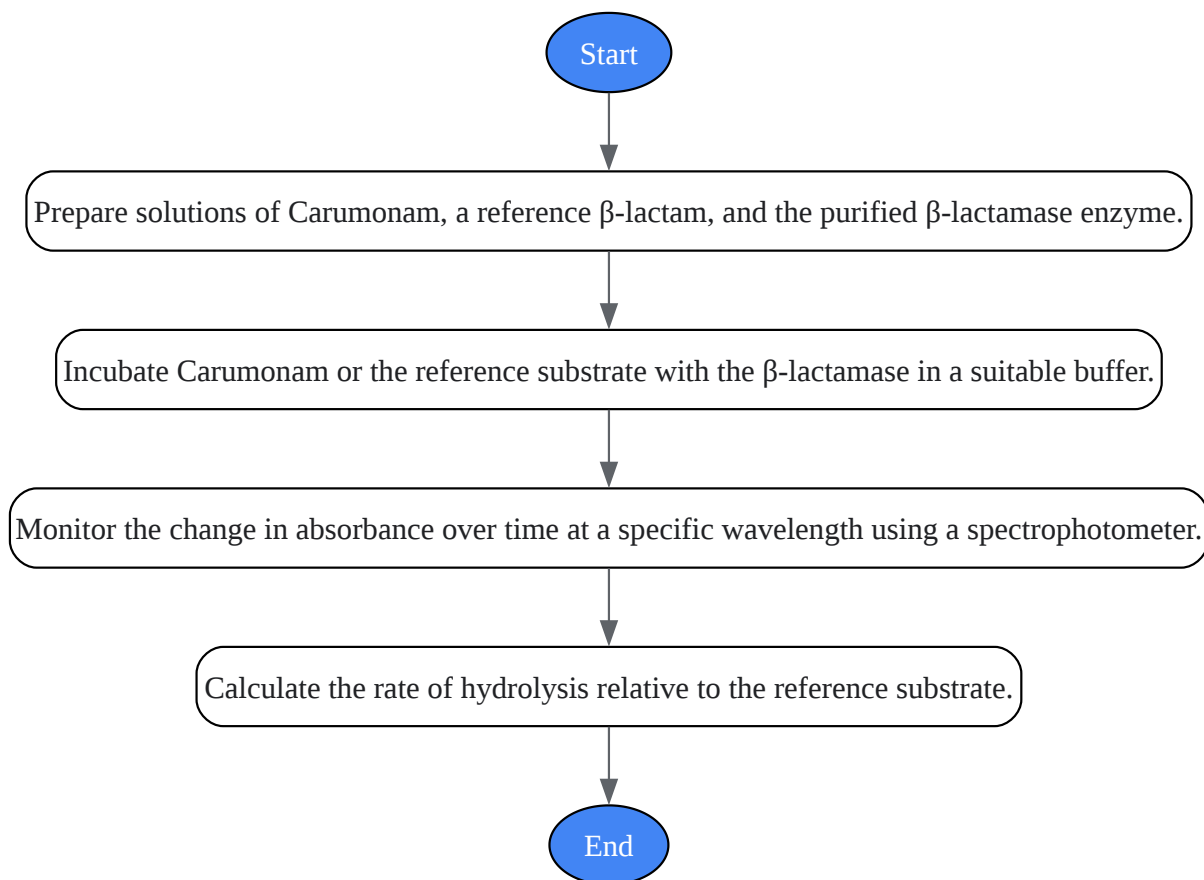 Start
Prepare solutions of Carumonam, a reference β-lactam, and the purified β-lactamase enzyme.
Incubate Carumonam or the reference substrate with the β-lactamase in a suitable buffer.
Monitor the change in absorbance over time at a specific wavelength using a spectrophotometer.
Calculate the rate of hydrolysis relative to the reference substrate.
End